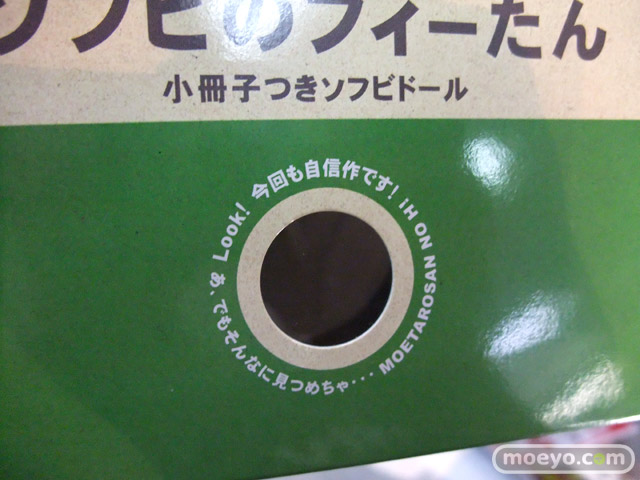 ソフビのフィーたん
小冊子つきソフビドール
Look! 今回も自信作です! iH ON NASOЯATEOM
あ、でもそんなに見つめちゃ・・・
moeyo.com